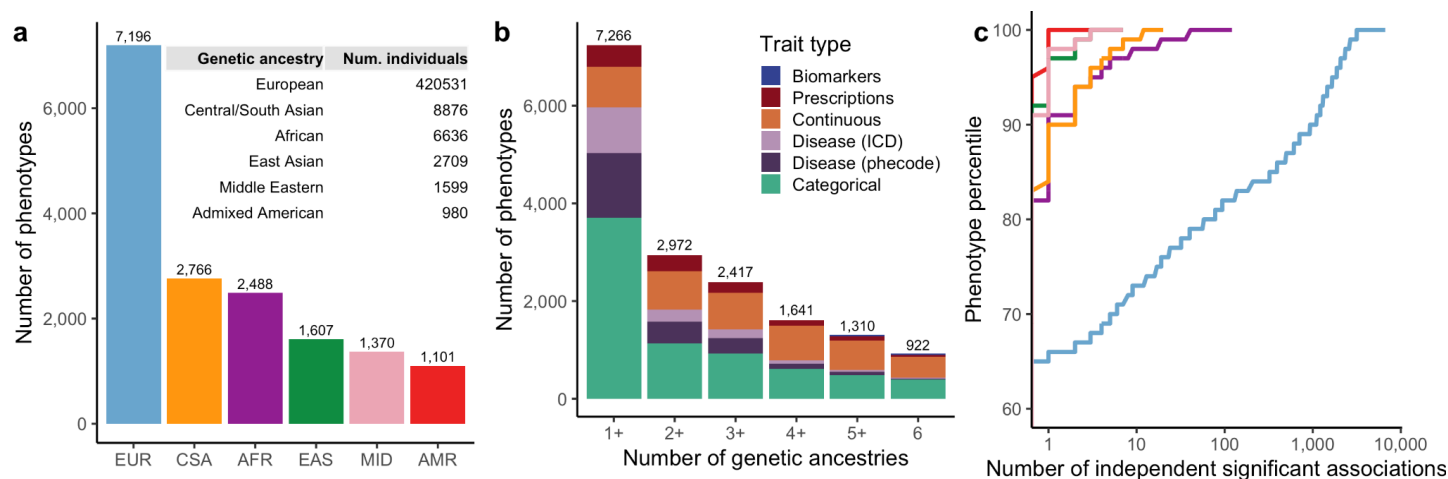 a
7,196
2,766
2,488
1,607
1,370
1,101
Genetic ancestry Num. individuals
European 420531
Central/South Asian 8876
African 6636
East Asian 2709
Middle Eastern 1599
Admixed American 980
Number of phenotypes
6,000
4,000
2,000
0
EUR CSA AFR EAS MID AMR
b
7,266
2,972
2,417
1,641
1,310
922
Trait type
Biomarkers
Prescriptions
Continuous
Disease (ICD)
Disease (phecode)
Categorical
Number of phenotypes
6,000
4,000
2,000
0
1+ 2+ 3+ 4+ 5+ 6
Number of genetic ancestries
c
Phenotype percentile
100
90
80
70
60
1 10 100 1,000 10,000
Number of independent significant associations